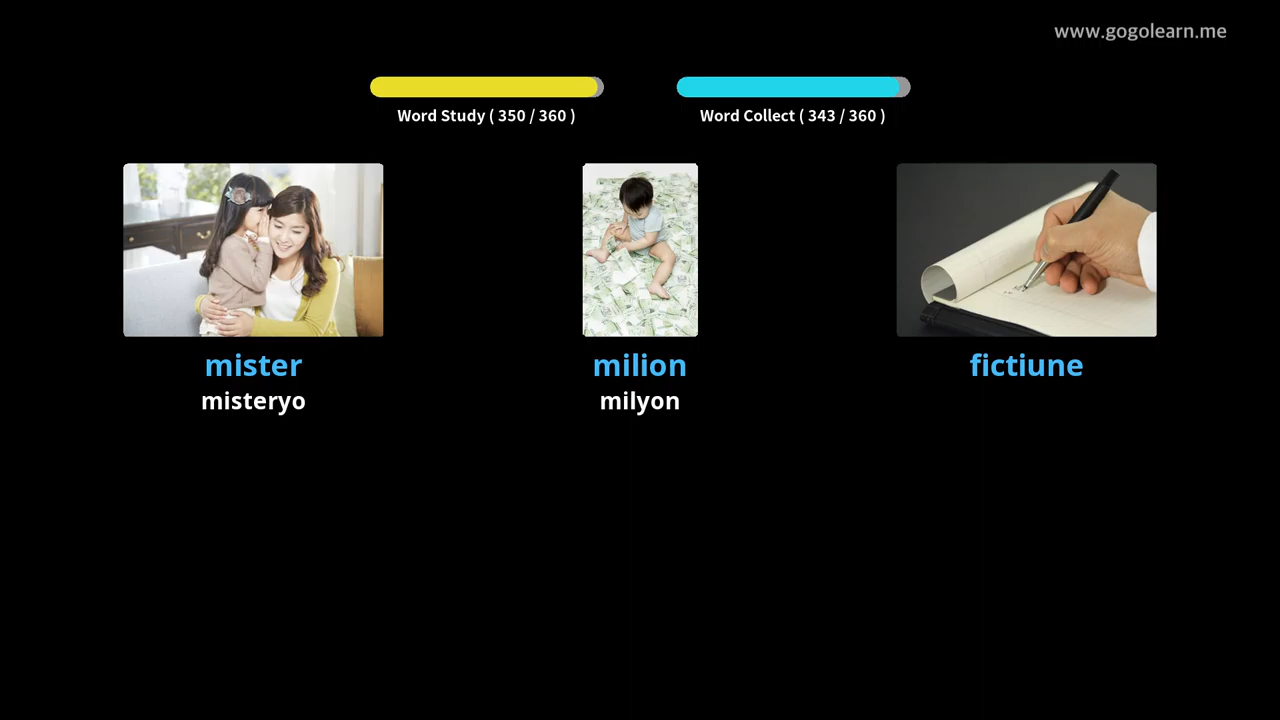 www.gogolearn.me
Word Study ( 350 / 360 )
Word Collect ( 343 / 360 )
mister
misteryo
milion
milyon
fictiune